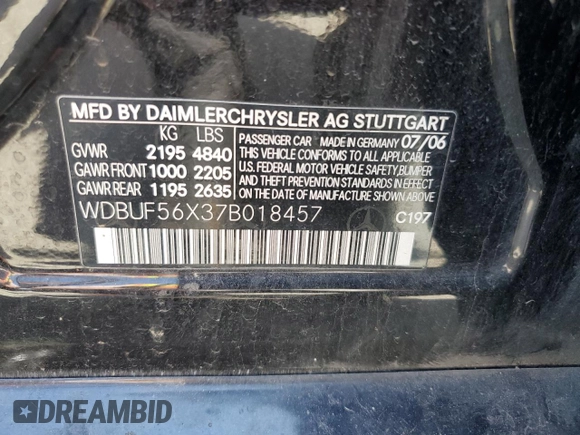 MFD BY DAIMLERCHRYSLER AG STUTTGART
KG LBS
GVWR 2195 4840
GAWR FRONT 1000 2205
GAWR REAR 1195 2635
PASSENGER CAR MADE IN GERMANY 07/06
THIS VEHICLE CONFORMS TO ALL APPLICABLE
U.S. FEDERAL MOTOR VEHICLE SAFETY,BUMPER
AND THEFT PREVENTION STANDARDS IN EFFECT
ON THE DATE OF MANUFACTURE SHOWN ABOVE
WDBUF56X37B018457
C197
DREAMBID